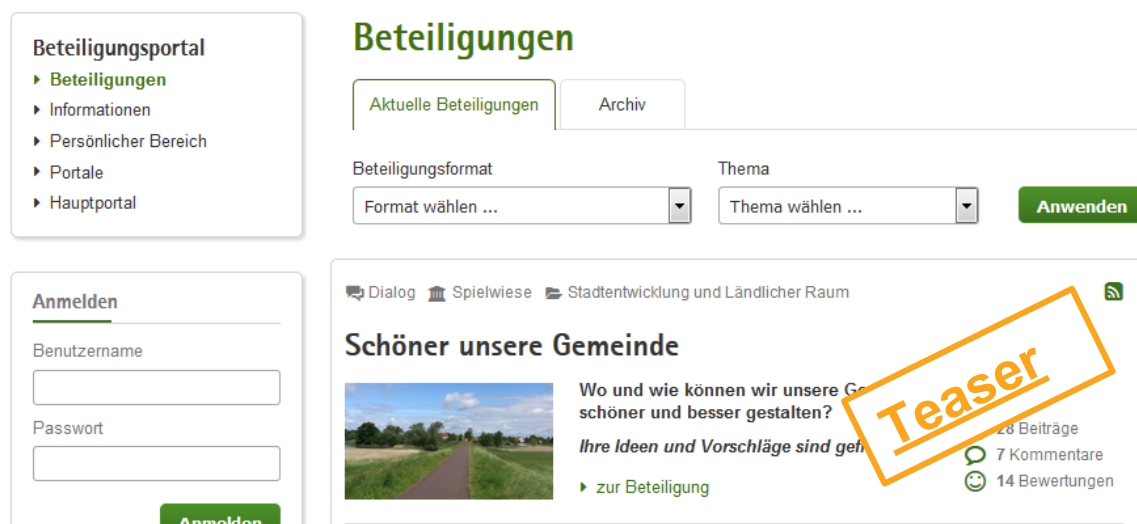 Beteiligungsportal
Beteiligungen
Informationen
Persönlicher Bereich
Portale
Hauptportal
Anmelden
Benutzername
Passwort
Anmelden
Beteiligungen
Aktuelle Beteiligungen
Archiv
Beteiligungsformat
Thema
Format wählen ...
Thema wählen ...
Anwenden
Dialog Spielwiese Stadtentwicklung und Ländlicher Raum
Schöner unsere Gemeinde
Wo und wie können wir unsere
schöner und besser gestalten?
Ihre Ideen und Vorschläge sind
zur Beteiligung
Teaser
28 Beiträge
7 Kommentare
14 Bewertungen